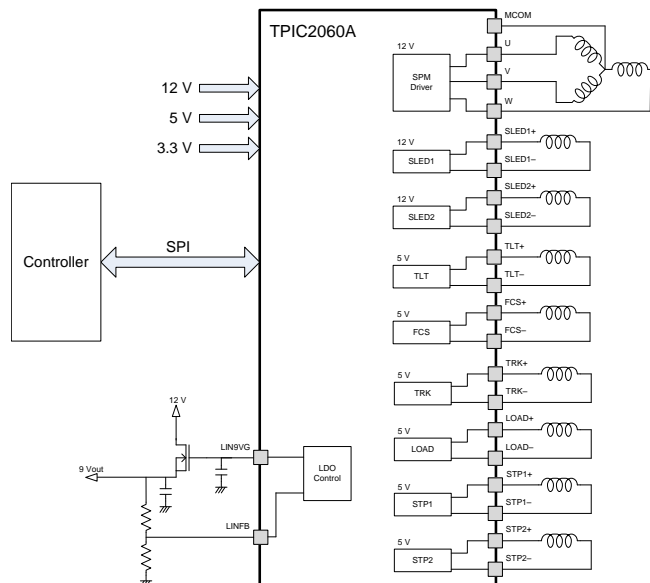 TPIC2060A
MCOM
12 V
U
SPM
Driver
V
W
12 V
5 V
3.3 V
12 V
SLED1+
SLED1
SLED1–
12 V
SLED2+
SLED2
SLED2–
Controller
SPI
5 V
TLT+
TLT
TLT–
5 V
FCS+
FCS
FCS–
5 V
TRK+
TRK
TRK–
12 V
LIN9VG
9 Vout
LDO
Control
LINFB
5 V
LOAD+
LOAD
LOAD–
5 V
STP1+
STP1
STP1–
5 V
STP2+
STP2
STP2–